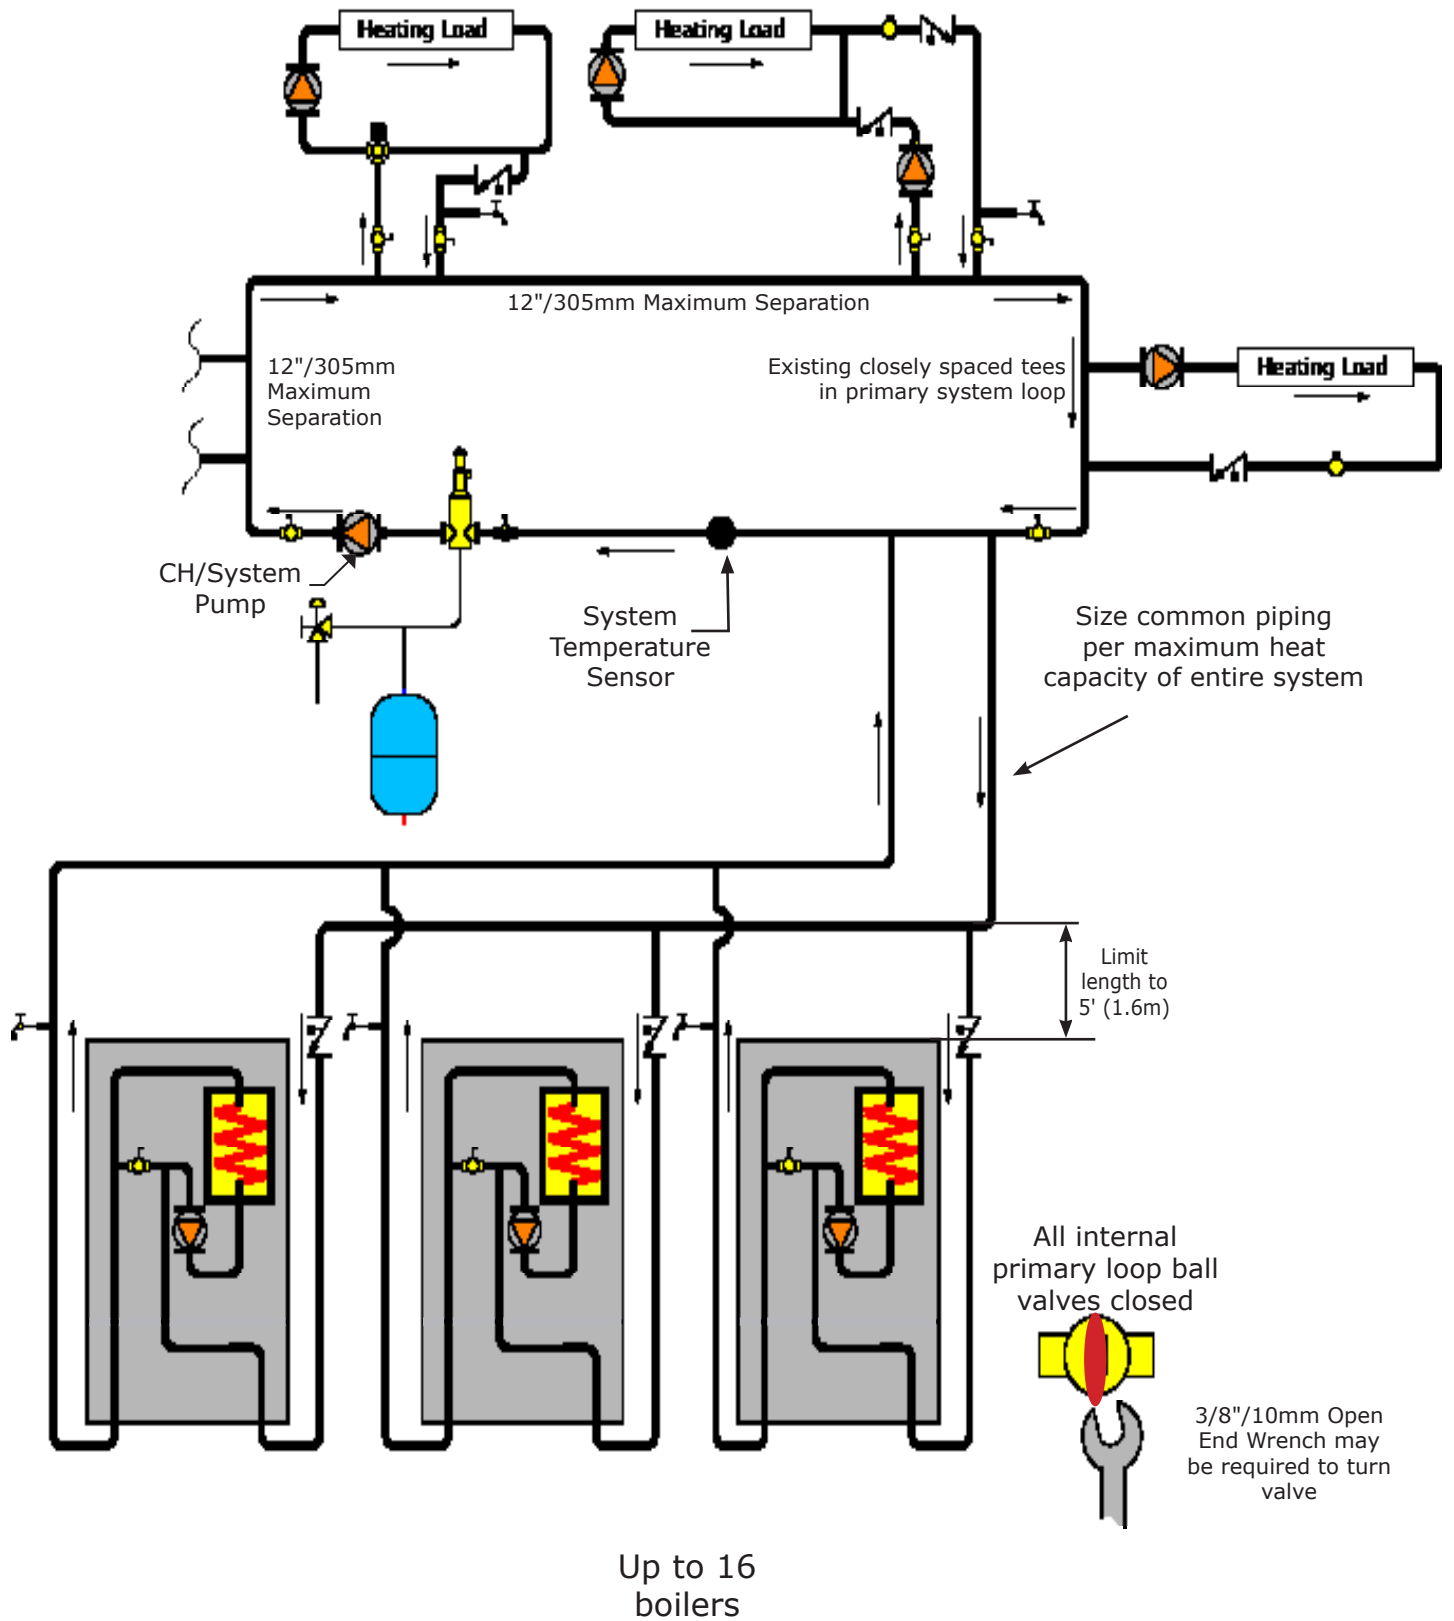 Heating Load
Heating Load
12"/305mm Maximum Separation
12"/305mm
Maximum
Separation
Existing closely spaced tees
in primary system loop
Heating Load
CH/System
Pump
System
Temperature
Sensor
Size common piping
per maximum heat
capacity of entire system
Limit
length to
5' (1.6m)
All internal
primary loop ball
valves closed
3/8"/10mm Open
End Wrench may
be required to turn
valve
Up to 16
boilers